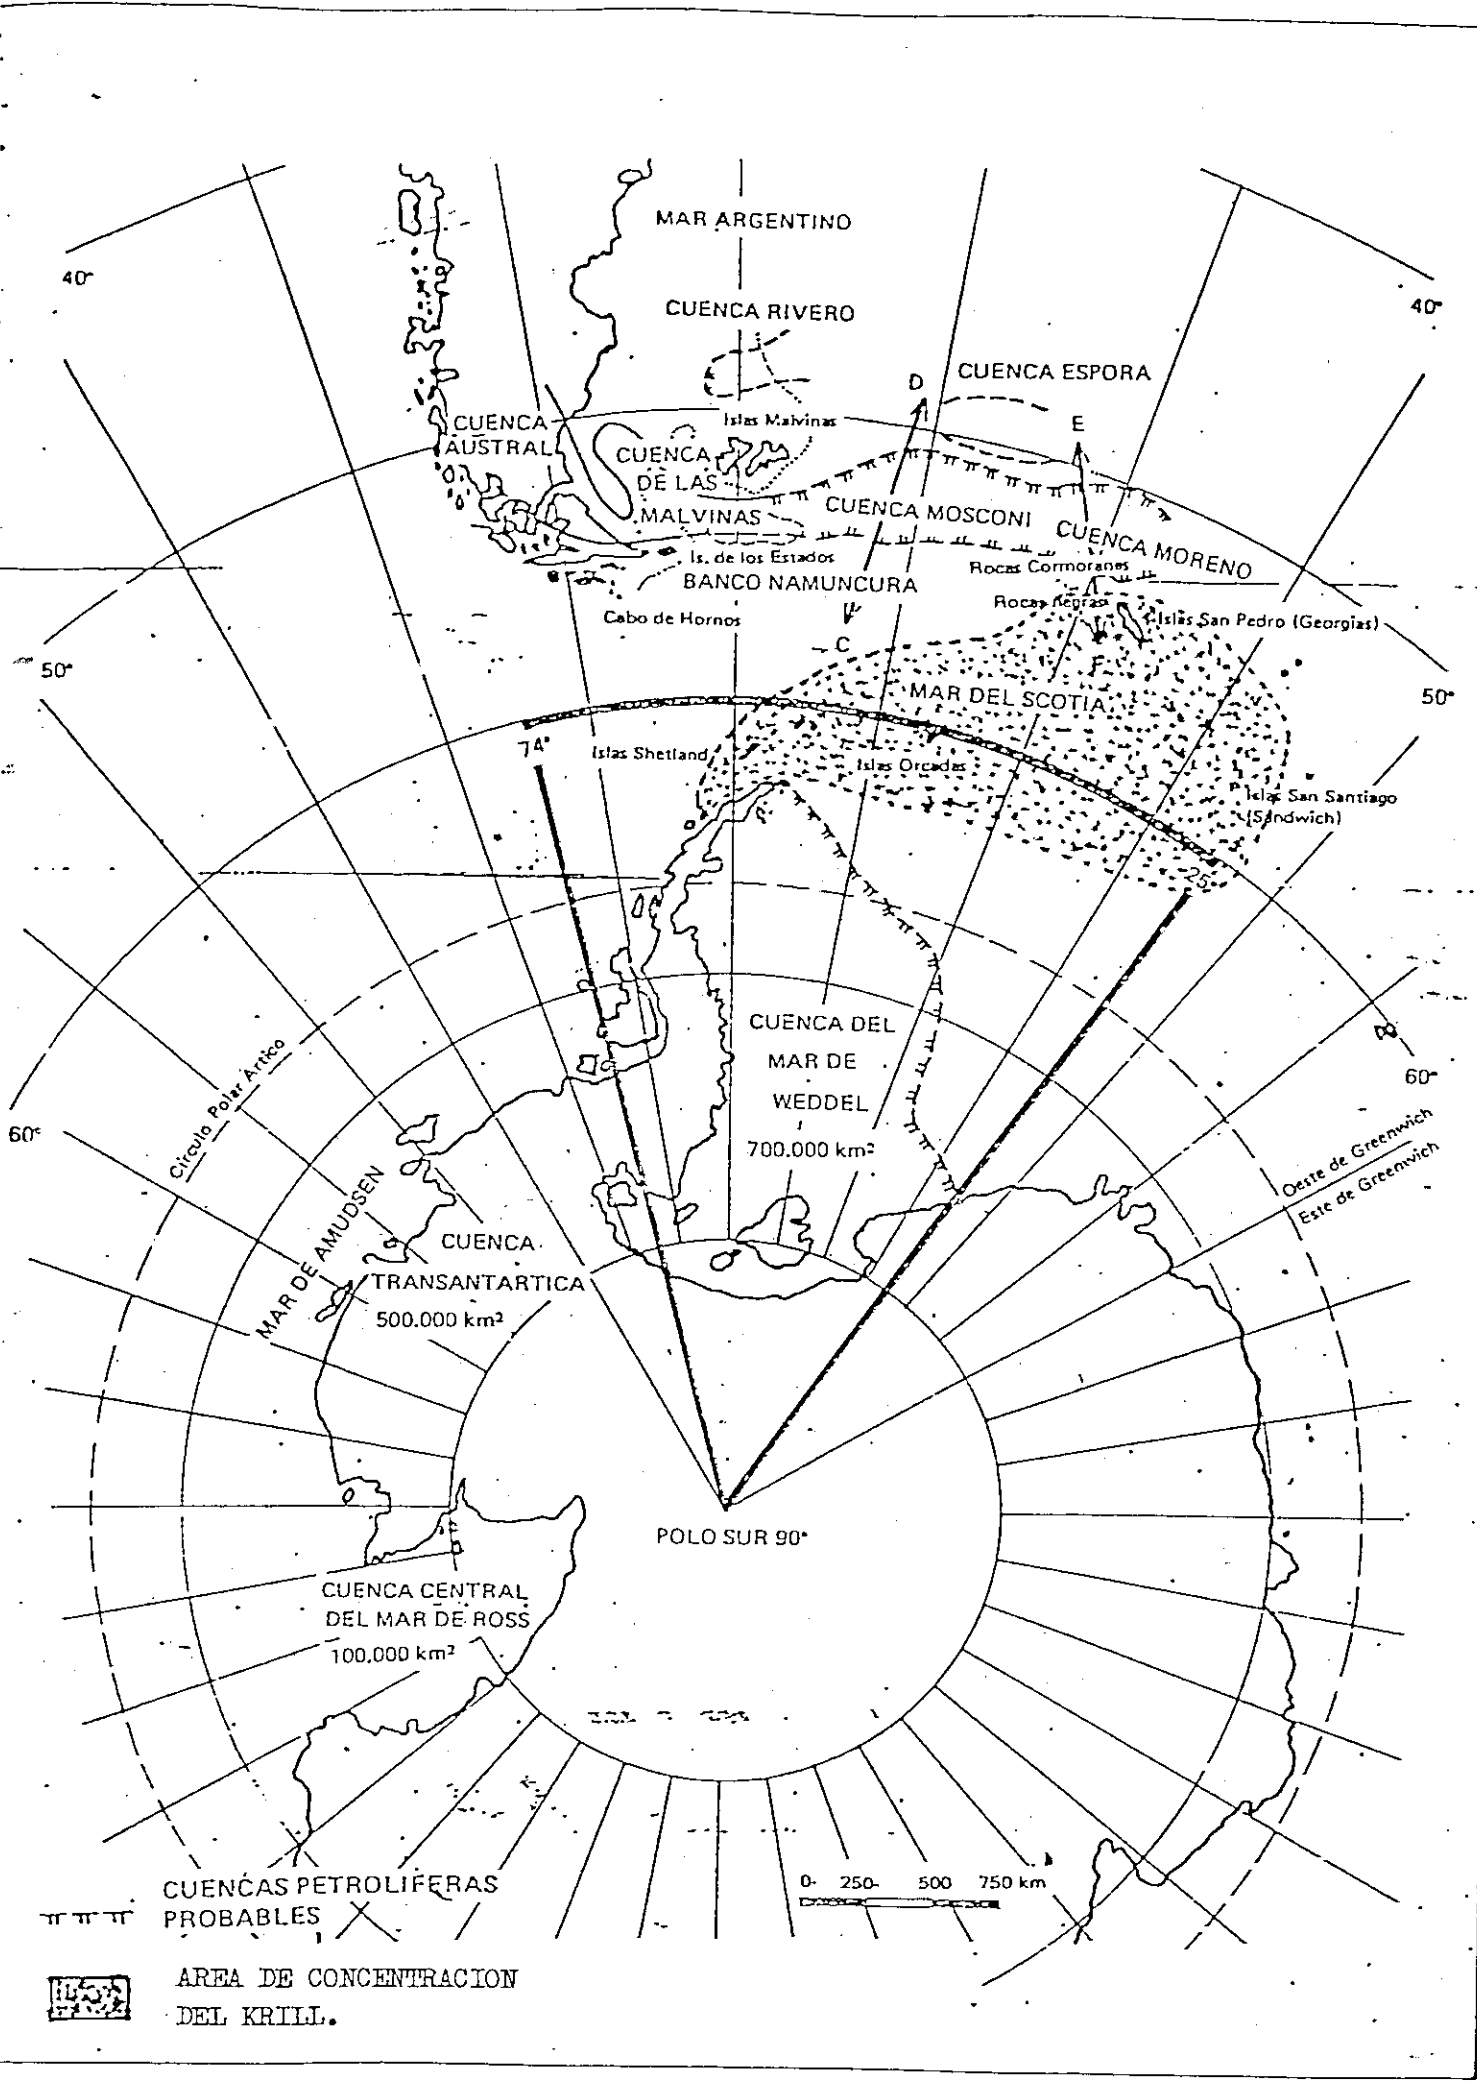 MAR ARGENTINO
40°
40°
CUENCA RIVERO
D
CUENCA ESPORA
E
CUENCA
AUSTRAL
Islas Malvinas
CUENCA
DE LAS
MALVINAS
CUENCA MOSCONI
CUENCA MORENO
Is. de los Estados
BANCO NAMUNCURA
Rocas Cormoranes
Rocas Negras
Cabo de Hornos
Islas San Pedro (Georgias)
C
F
50°
50°
MAR DEL SCOTIA
74°
Islas Shetland
Islas Orcadas
Islas San Santiago
(Sandwich)
25°
CUENCA DEL
MAR DE
WEDDEL
700.000 km²
Circulo Polar Artico
60°
60°
Oeste de Greenwich
Este de Greenwich
MAR DE AMUDSEN
CUENCA
TRANSANTARTICA
500.000 km²
POLO SUR 90°
CUENCA CENTRAL
DEL MAR DE ROSS
100.000 km²
0 250 500 750 km
CUENCAS PETROLIFERAS
PROBABLES
AREA DE CONCENTRACION
DEL KRILL.